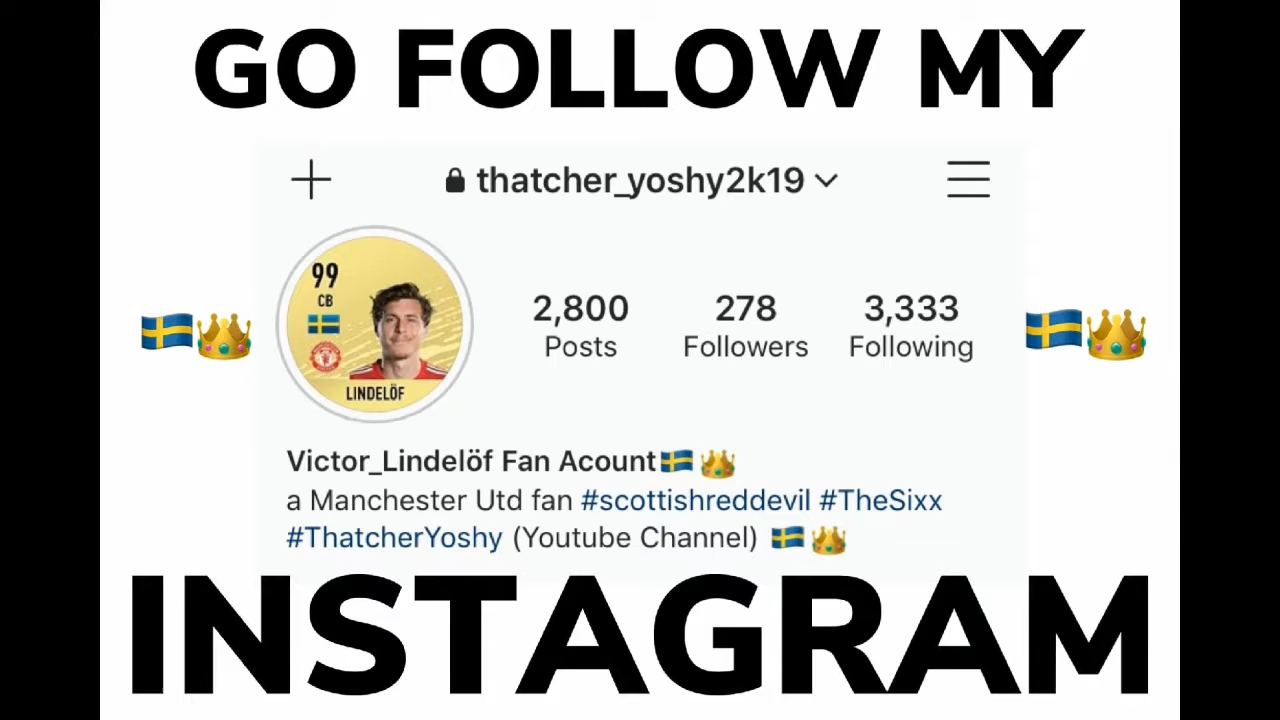 GO FOLLOW MY
thatcher_yoshy2k19
99
CB
LINDELÖF
2,800 278 3,333
Posts Followers Following
Victor_Lindelöf Fan Acount🇸🇪👑
a Manchester Utd fan #scottishreddevil #TheSixx
#ThatcherYoshy (Youtube Channel) 🇸🇪👑
INSTAGRAM